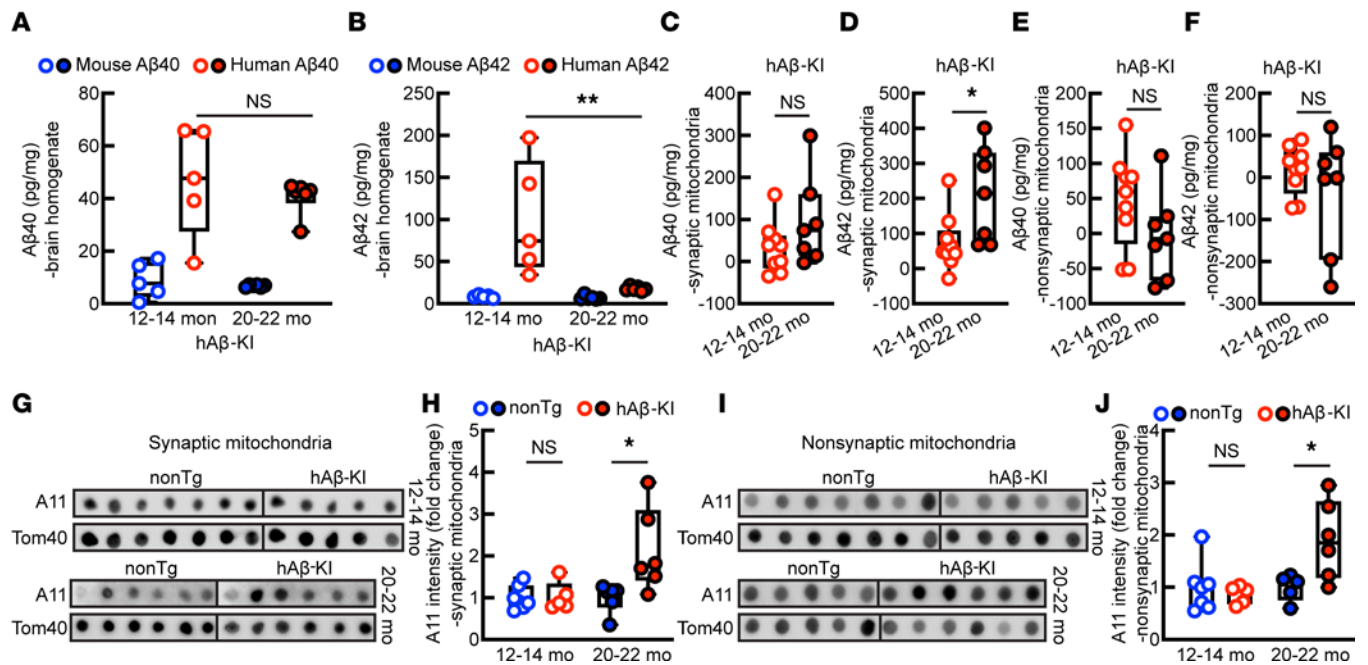 A
Mouse Aβ40 Human Aβ40
NS
Aβ40 (pg/mg)
-brain homogenate
80
60
40
20
0
12-14 mon 20-22 mo
hAβ-KI
B
Mouse Aβ42 Human Aβ42
**
Aβ42 (pg/mg)
-brain homogenate
250
200
150
100
50
0
12-14 mo 20-22 mo
hAβ-KI
C
hAβ-KI
NS
Aβ40 (pg/mg)
-synaptic mitochondria
400
300
200
100
0
-100
12-14 mo
20-22 mo
D
hAβ-KI
*
Aβ42 (pg/mg)
-synaptic mitochondria
500
400
300
200
100
0
-100
12-14 mo
20-22 mo
E
hAβ-KI
NS
Aβ40 (pg/mg)
-nonsynaptic mitochondria
200
150
100
50
0
-50
-100
12-14 mo
20-22 mo
F
hAβ-KI
NS
Aβ42 (pg/mg)
-nonsynaptic mitochondria
200
100
0
-100
-200
-300
12-14 mo
20-22 mo
G
Synaptic mitochondria
nonTg hAβ-KI
A11
Tom40
12-14 mo
nonTg hAβ-KI
A11
Tom40
20-22 mo
H
nonTg hAβ-KI
NS *
A11 intensity (fold change)
-synaptic mitochondria
5
4
3
2
1
0
12-14 mo 20-22 mo
I
Nonsynaptic mitochondria
nonTg hAβ-KI
A11
Tom40
12-14 mo
nonTg hAβ-KI
A11
Tom40
20-22 mo
J
nonTg hAβ-KI
NS *
A11 intensity (fold change)
-nonsynaptic mitochondria
4
3
2
1
0
12-14 mo 20-22 mo